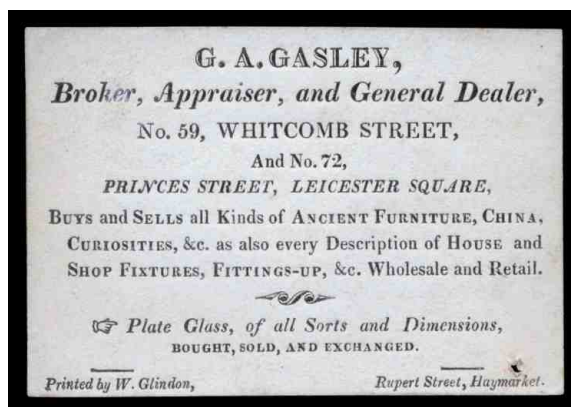 G. A. GASLEY,
Broker, Appraiser, and General Dealer,
No. 59, WHITCOMB STREET,
And No. 72,
PRINCES STREET, LEICESTER SQUARE,
BUYS and SELLS all Kinds of ANCIENT FURNITURE, CHINA,
CURIOSITIES, &c. as also every Description of HOUSE and
SHOP FIXTURES, FITTINGS-UP, &c. Wholesale and Retail.
☞ Plate Glass, of all Sorts and Dimensions,
BOUGHT, SOLD, AND EXCHANGED.
Printed by W. Glindon, Rupert Street, Haymarket.